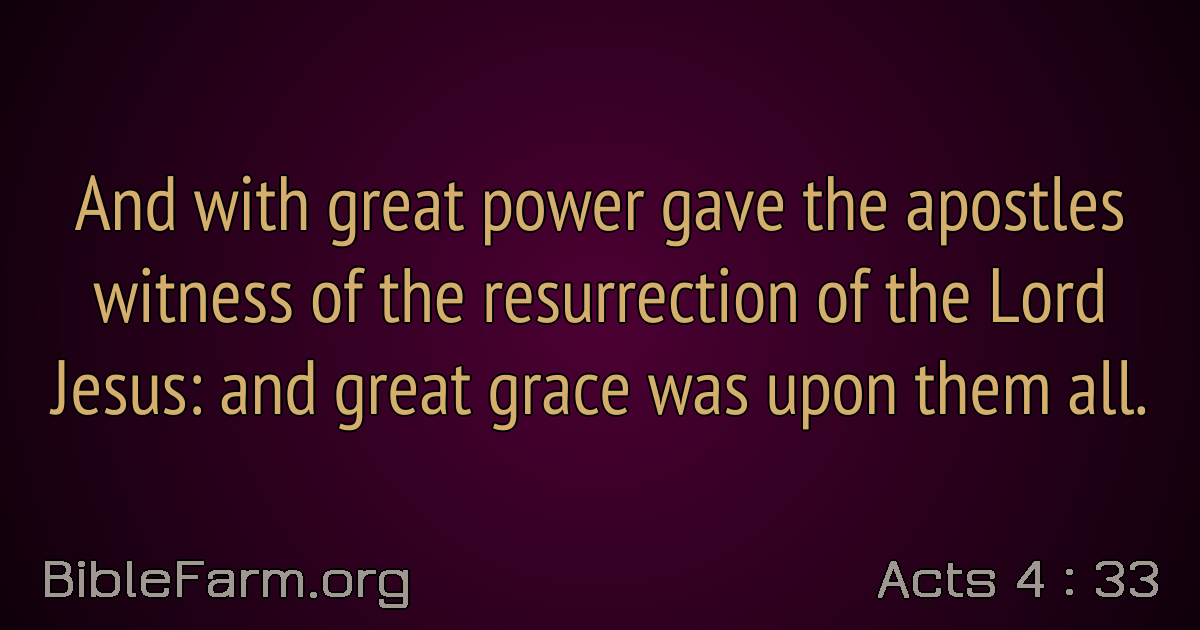 And with great power gave the apostles
witness of the resurrection of the Lord
Jesus: and great grace was upon them all.
BibleFarm.org
Acts 4 : 33